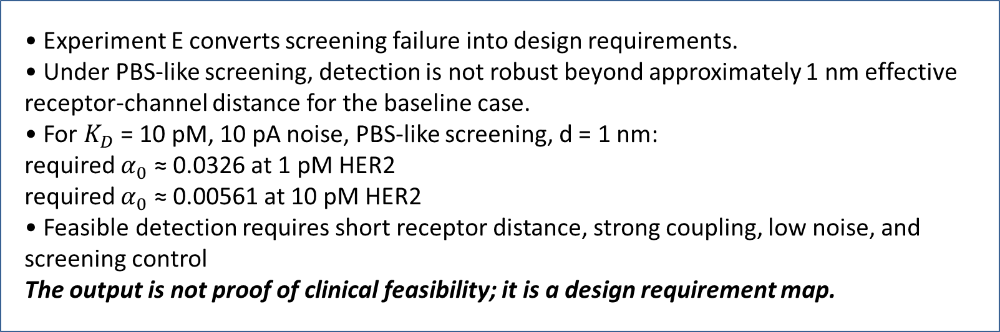 • Experiment E converts screening failure into design requirements.
• Under PBS-like screening, detection is not robust beyond approximately 1 nm effective
receptor-channel distance for the baseline case.
• For K_D = 10 pM, 10 pA noise, PBS-like screening, d = 1 nm:
required α₀ ≈ 0.0326 at 1 pM HER2
required α₀ ≈ 0.00561 at 10 pM HER2
• Feasible detection requires short receptor distance, strong coupling, low noise, and
screening control
The output is not proof of clinical feasibility; it is a design requirement map.